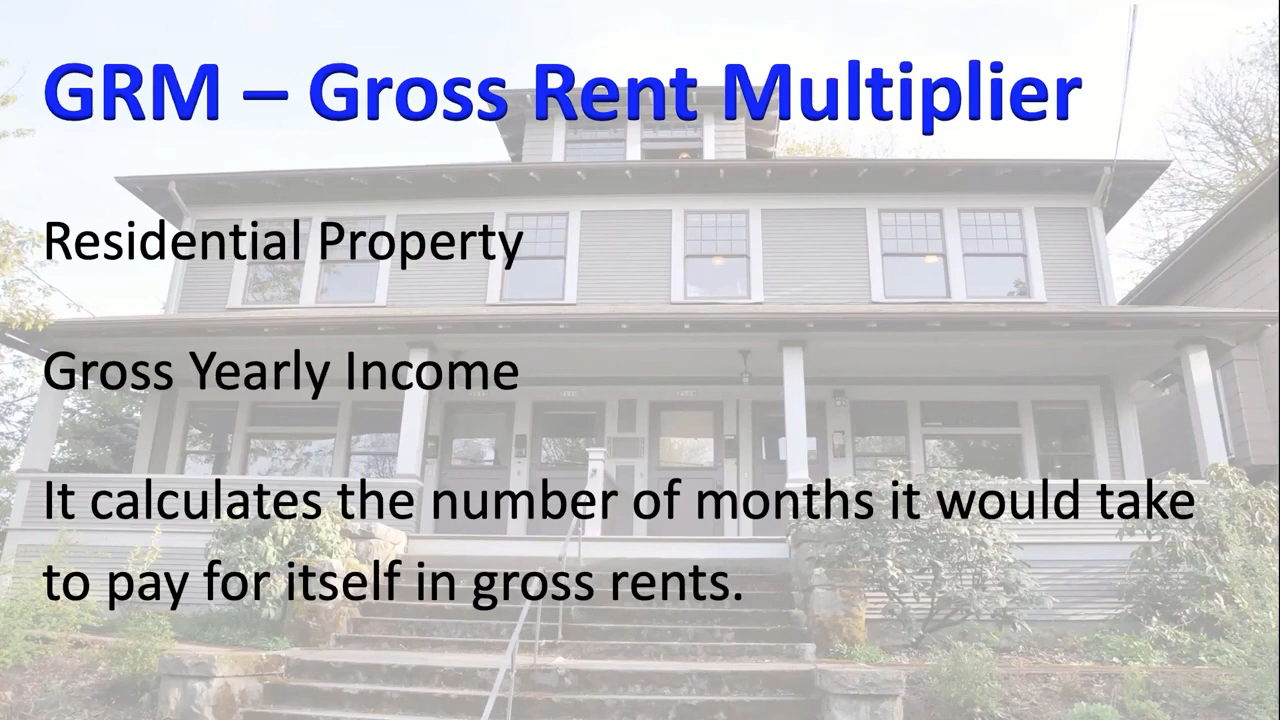 GRM – Gross Rent Multiplier
Residential Property
Gross Yearly Income
It calculates the number of months it would take
to pay for itself in gross rents.